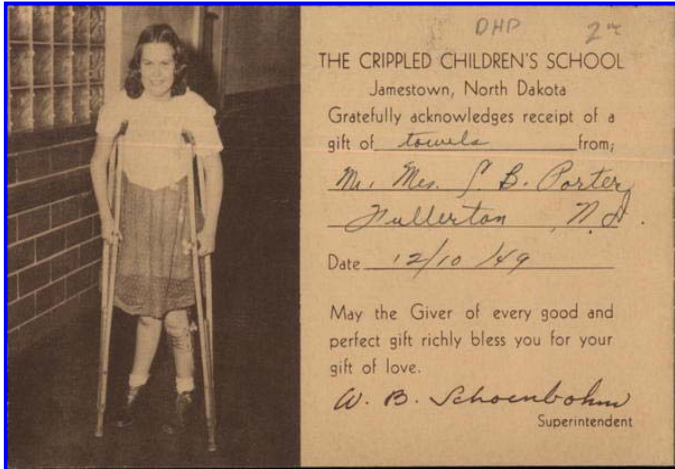 DHP 2
THE CRIPPLED CHILDREN'S SCHOOL
Jamestown, North Dakota
Gratefully acknowledges receipt of a
gift of towels from;
Mr. Mrs. B. Porter
Fullerton, N.D.
Date 12/10/49
May the Giver of every good and
perfect gift richly bless you for your
gift of love.
W. B. Schoenbohm
Superintendent